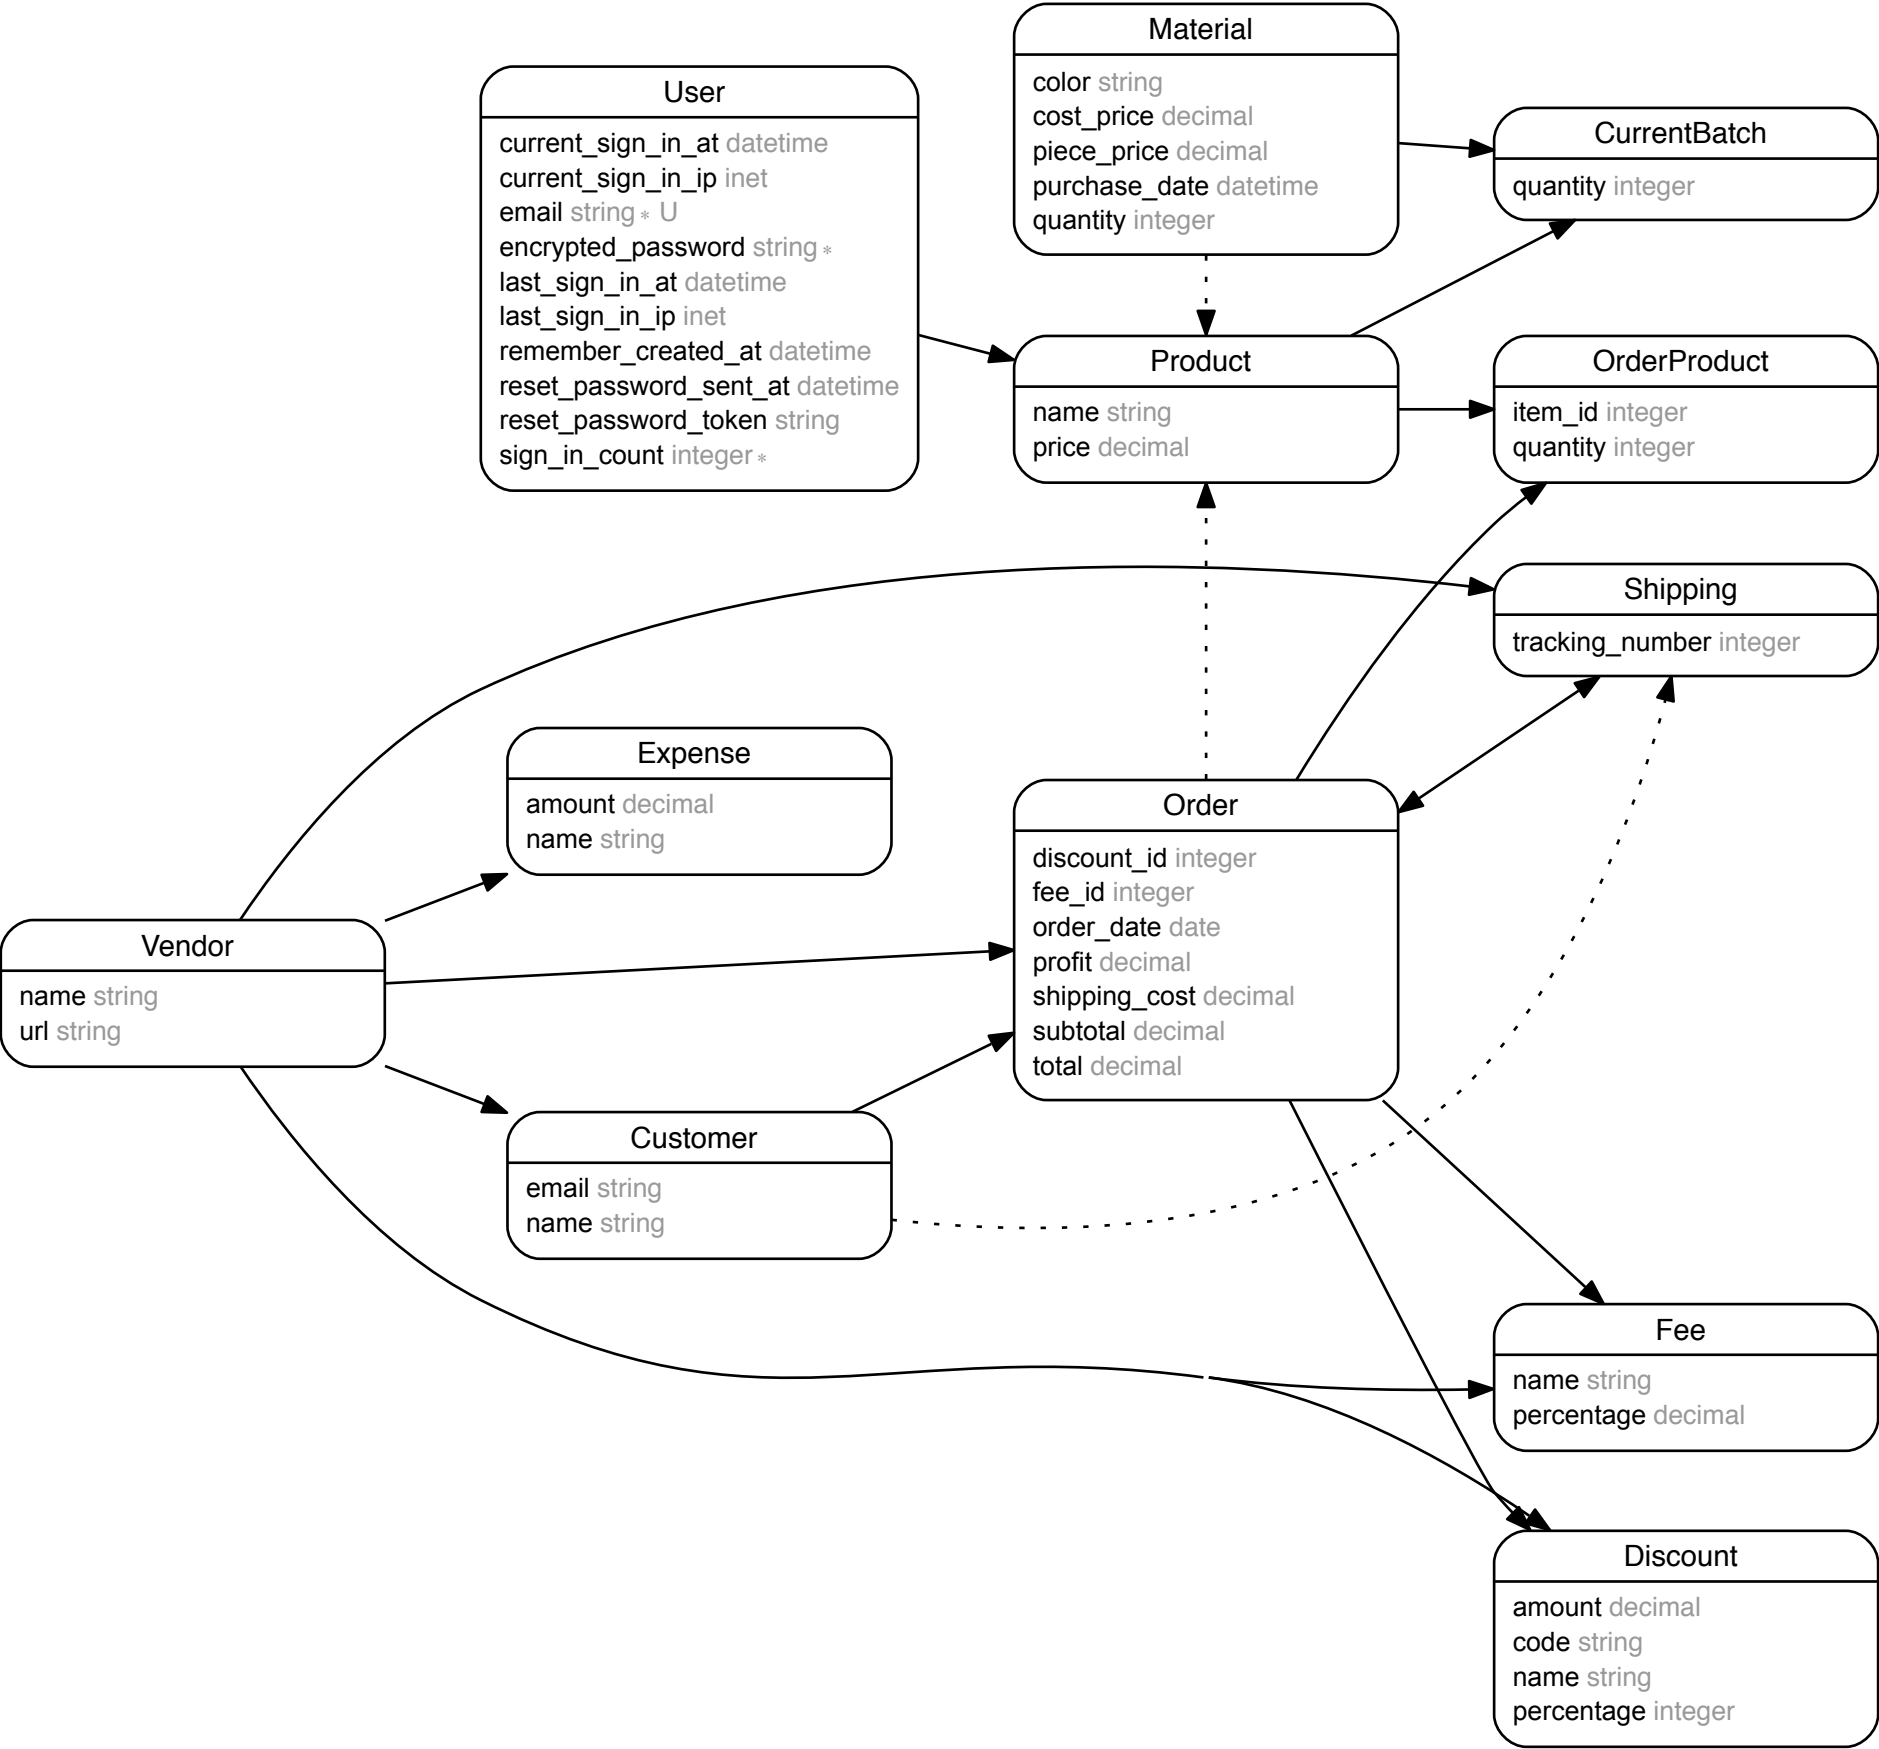 Material
color string
cost_price decimal
piece_price decimal
purchase_date datetime
quantity integer
User
current_sign_in_at datetime
current_sign_in_ip inet
email string∗ U
encrypted_password string∗
last_sign_in_at datetime
last_sign_in_ip inet
remember_created_at datetime
reset_password_sent_at datetime
reset_password_token string
sign_in_count integer∗
CurrentBatch
quantity integer
Product
name string
price decimal
OrderProduct
item_id integer
quantity integer
Shipping
tracking_number integer
Expense
amount decimal
name string
Order
discount_id integer
fee_id integer
order_date date
profit decimal
shipping_cost decimal
subtotal decimal
total decimal
Vendor
name string
url string
Customer
email string
name string
Fee
name string
percentage decimal
Discount
amount decimal
code string
name string
percentage integer